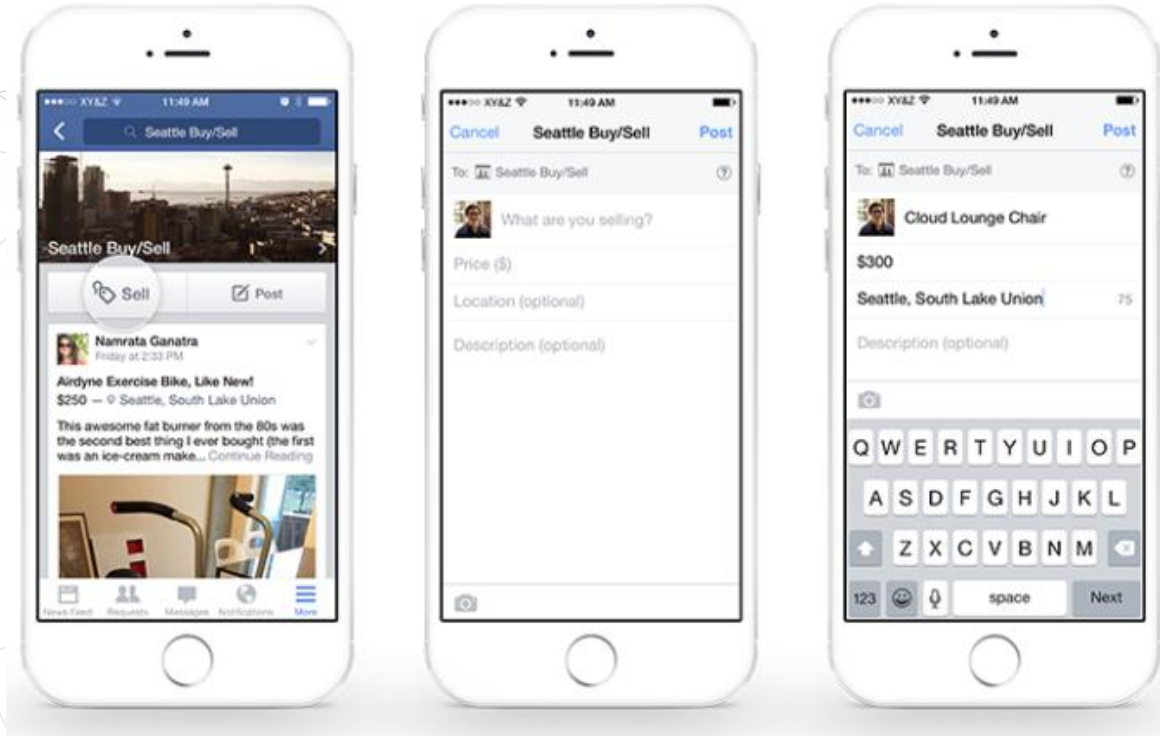 XY&Z 11:49 AM
Seattle Buy/Sell
Seattle Buy/Sell
Sell Post
Namrata Ganatra
Friday at 2:33 PM
Airdyne Exercise Bike, Like New!
$250 — Seattle, South Lake Union
This awesome fat burner from the 80s was
the second best thing I ever bought (the first
was an ice-cream make... Continue Reading
News Feed Requests Messages Notifications More
XY&Z 11:49 AM
Cancel Seattle Buy/Sell Post
To: Seattle Buy/Sell ?
What are you selling?
Price ($)
Location (optional)
Description (optional)
XY&Z 11:49 AM
Cancel Seattle Buy/Sell Post
To: Seattle Buy/Sell ?
Cloud Lounge Chair
$300
Seattle, South Lake Union 75
Description (optional)
Q W E R T Y U I O P
A S D F G H J K L
Z X C V B N M
123 space Next